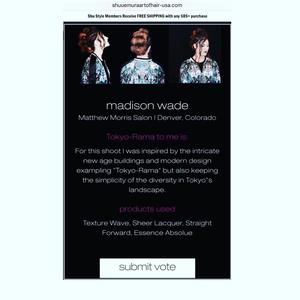 shuuemuraartofhair-usa.com
Shu Style Members Receive FREE SHIPPING with any $85+ purchase
madison wade
Matthew Morris Salon | Denver, Colorado
Tokyo-Rama to me is:
For this shoot I was inspired by the intricate
new age buildings and modern design
exampling "Tokyo-Rama" but also keeping
the simplicity of the diversity in Tokyo"s
landscape.
products used
Texture Wave, Sheer Lacquer, Straight
Forward, Essence Absolue
submit vote